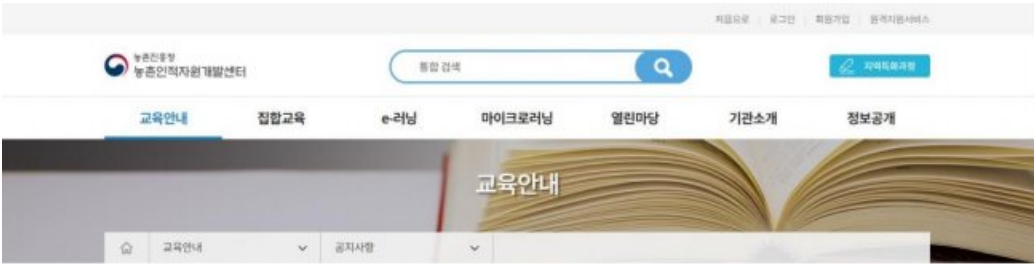 처음으로 로그인 회원가입 원격지원서비스
농촌진흥청
농촌인적자원개발센터
통합 검색
지역특화과정
교육안내 집합교육 e-러닝 마이크로러닝 열린마당 기관소개 정보공개
교육안내
교육안내 공지사항